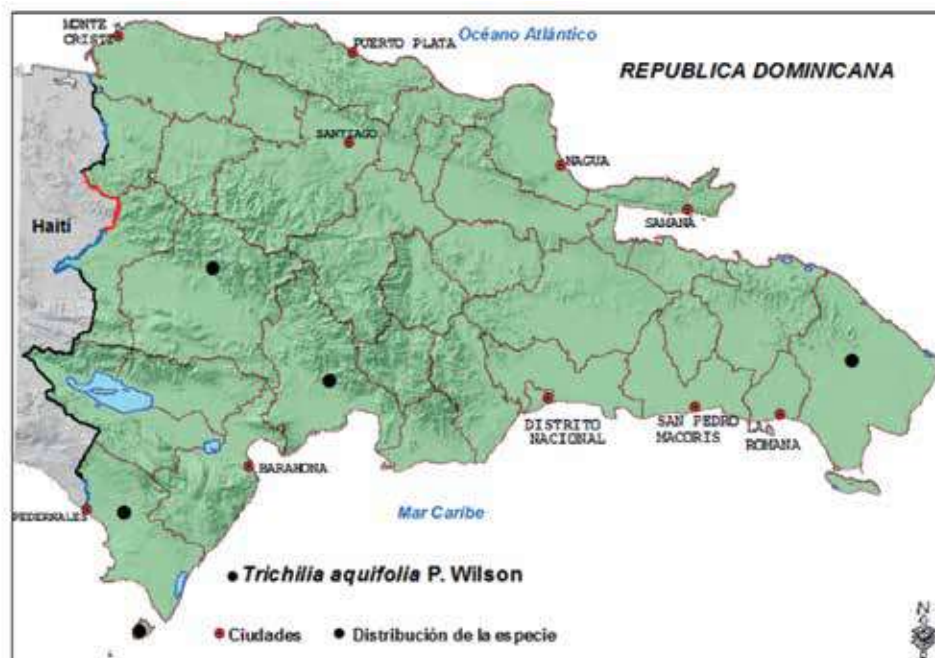 MONTE
CRISTI
PUERTO PLATA
Océano Atlántico
REPUBLICA DOMINICANA
SANTIAGO
NAGUA
SAMANA
Haití
DISTRITO
NACIONAL
SAN PEDRO
MACORIS
LA
ROMANA
BARAHONA
PEDERNALES
Mar Caribe
Trichilia aquifolia P. Wilson
Ciudades
Distribución de la especie
N